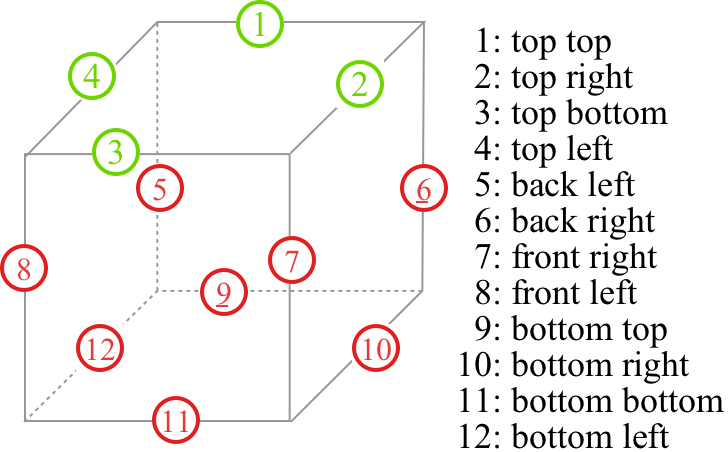 1
4
2
3
5
6
7
8
9
12
10
11
1: top top
2: top right
3: top bottom
4: top left
5: back left
6: back right
7: front right
8: front left
9: bottom top
10: bottom right
11: bottom bottom
12: bottom left